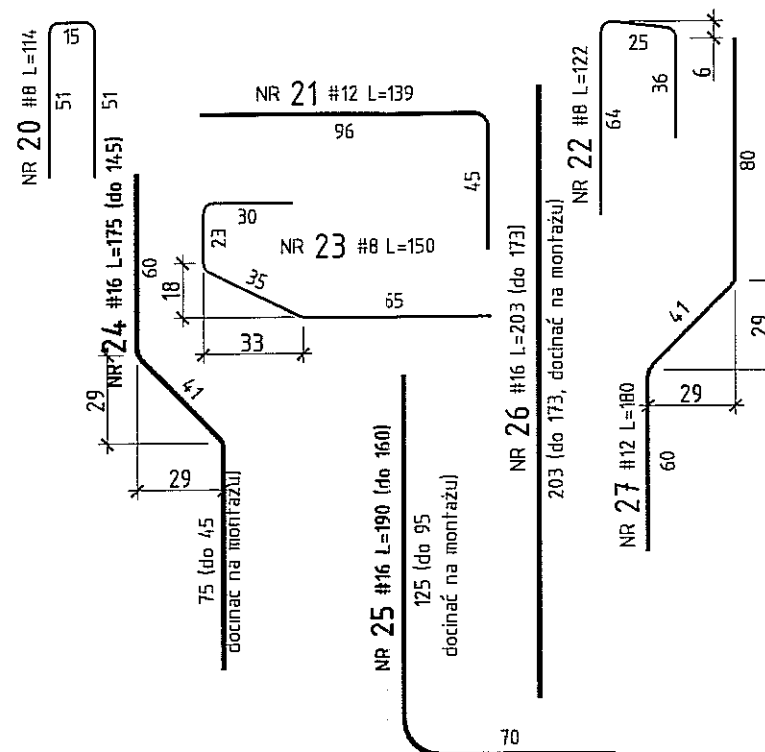 NR 20 #8 L=114
15
51
51
NR 21 #12 L=139
96
45
NR 22 #8 L=122
25
6
36
64
NR 23 #8 L=150
30
23
35
18
33
65
NR 24 #16 L=175 (do 145)
60
41
29
29
75 (do 45
docinać na montażu)
NR 25 #16 L=190 (do 160)
125 (do 95
docinać na montażu)
70
NR 26 #16 L=203 (do 173)
203 (do 173, docinać na montażu)
NR 27 #12 L=180
80
41
29
29
60